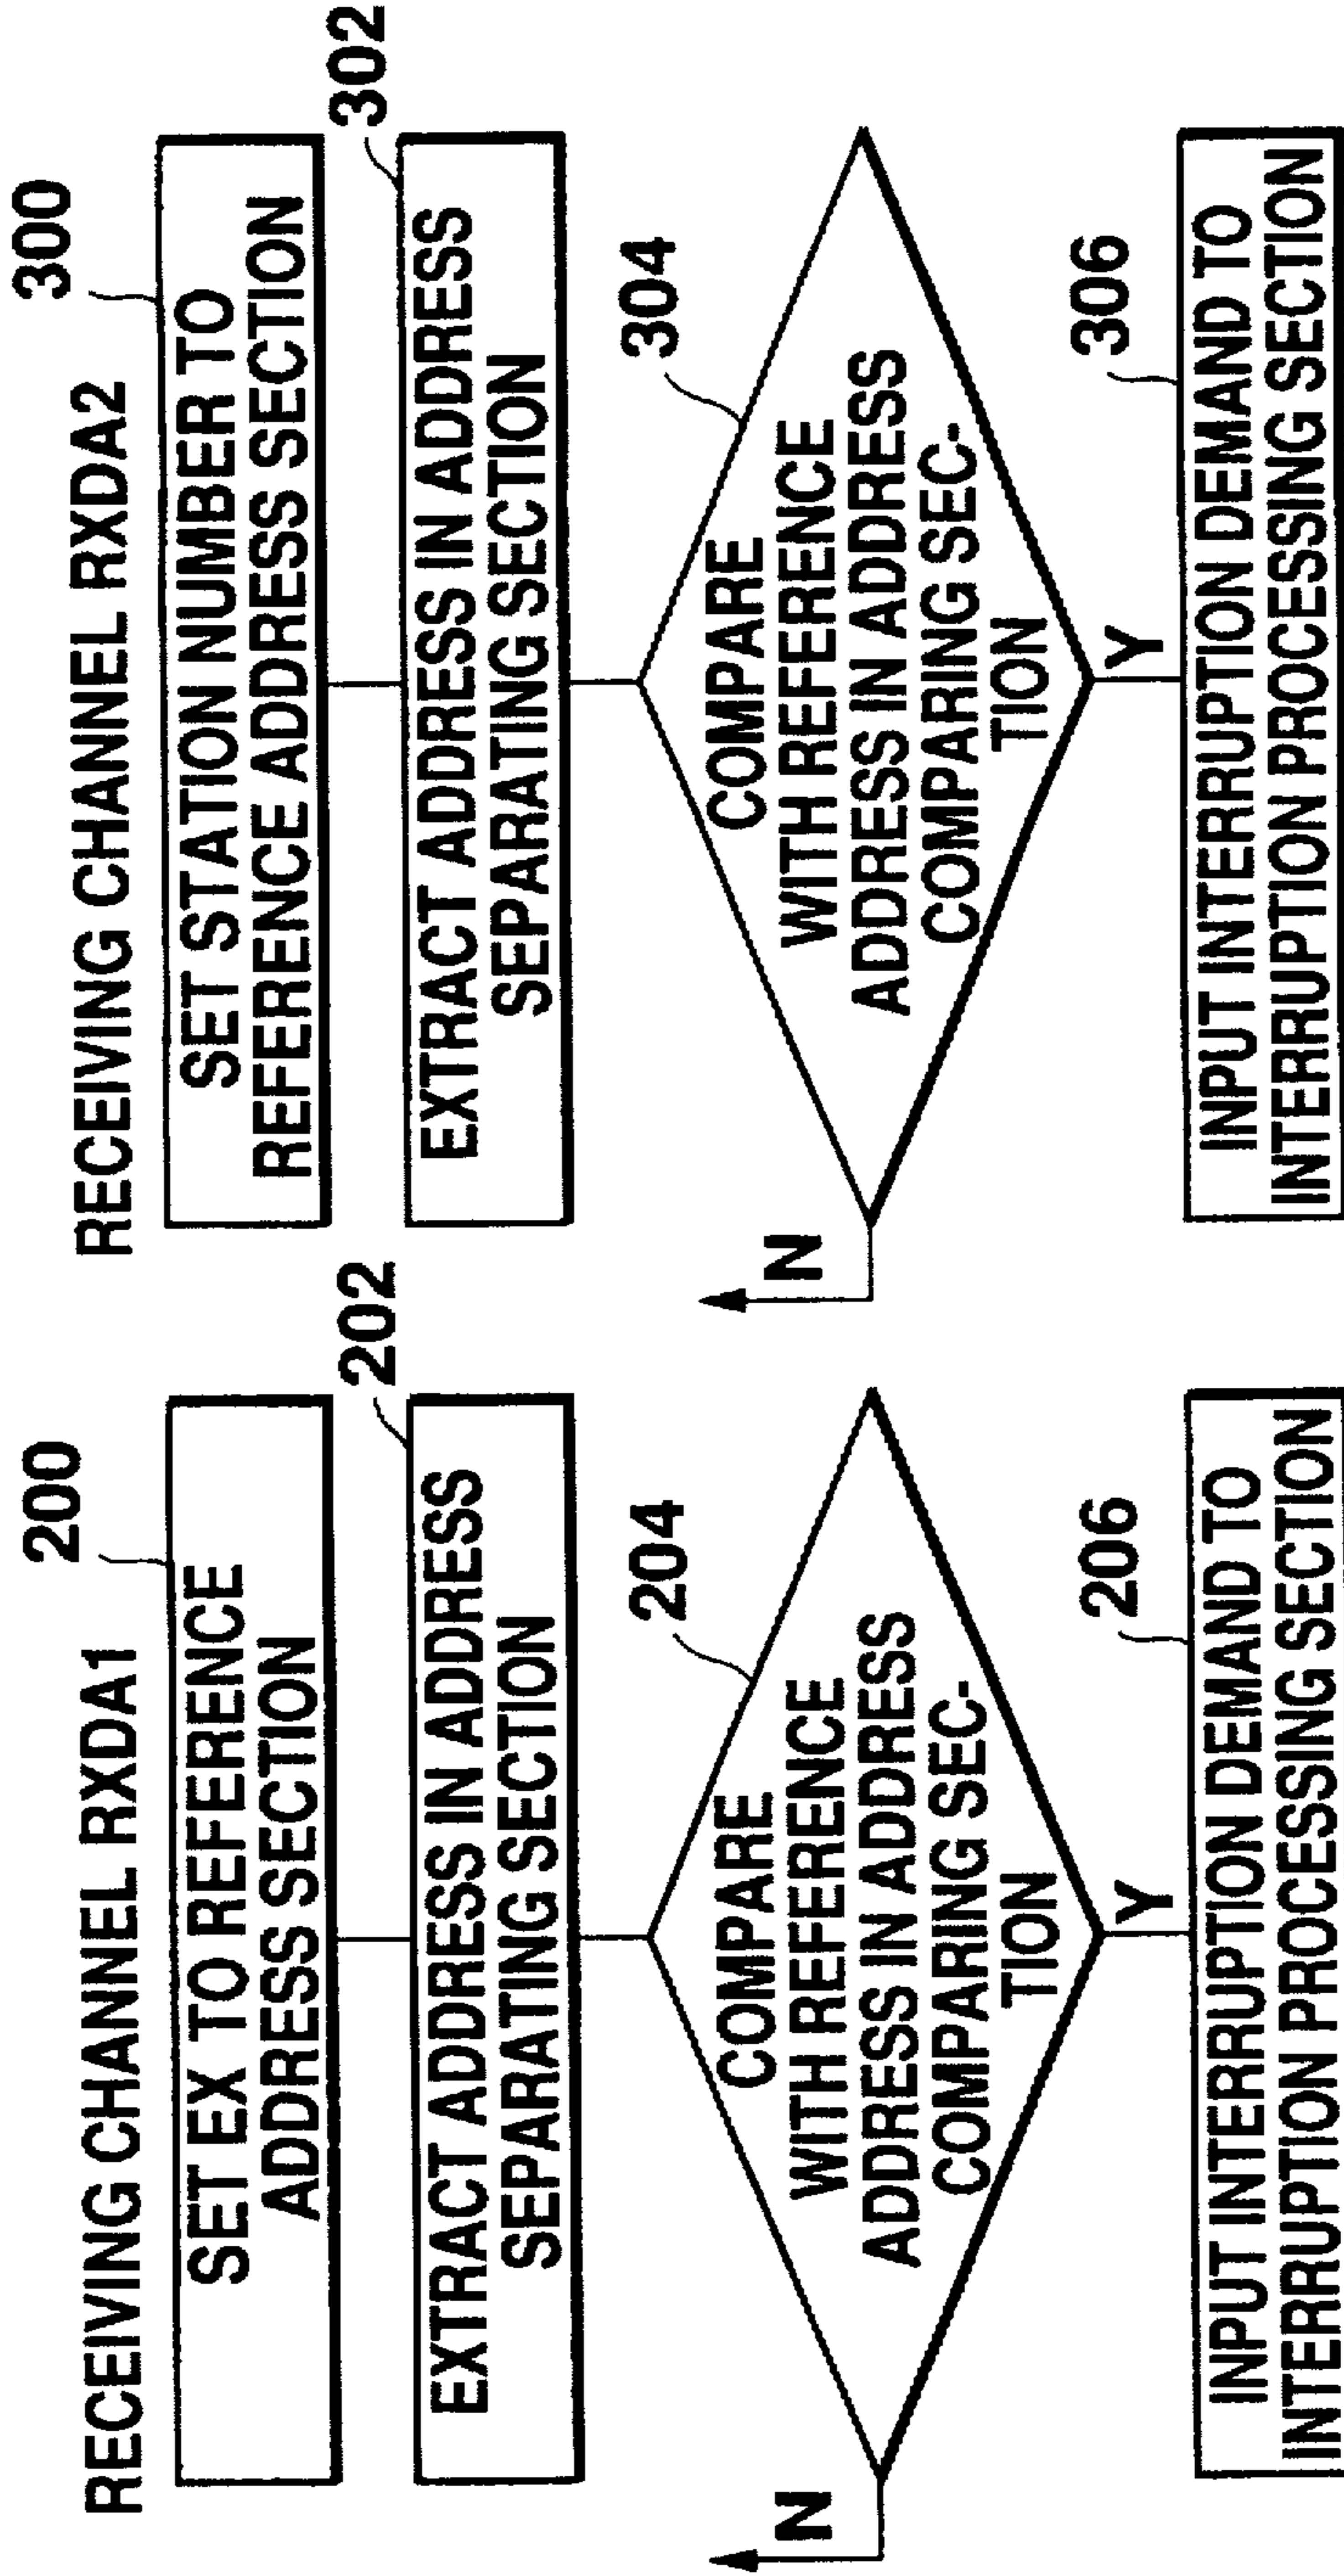 RECEIVING CHANNEL RXDA1
200
SET EX TO REFERENCE
ADDRESS SECTION
202
EXTRACT ADDRESS IN ADDRESS
SEPARATING SECTION
204
COMPARE
WITH REFERENCE
ADDRESS IN ADDRESS
COMPARING SEC-
TION
N
Y
206
INPUT INTERRUPTION DEMAND TO
INTERRUPTION PROCESSING SECTION
RECEIVING CHANNEL RXDA2
300
SET STATION NUMBER TO
REFERENCE ADDRESS SECTION
302
EXTRACT ADDRESS IN ADDRESS
SEPARATING SECTION
304
COMPARE
WITH REFERENCE
ADDRESS IN ADDRESS
COMPARING SEC-
TION
N
Y
306
INPUT INTERRUPTION DEMAND TO
INTERRUPTION PROCESSING SECTION